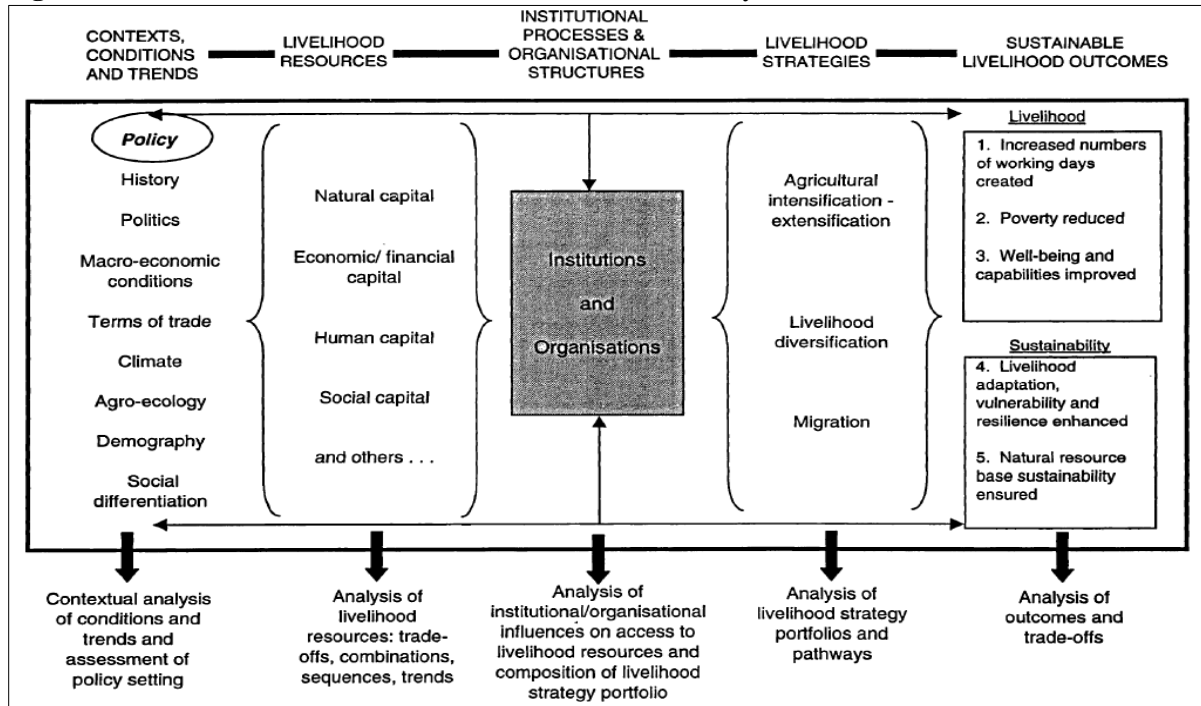 CONTEXTS,
CONDITIONS
AND TRENDS
LIVELIHOOD
RESOURCES
INSTITUTIONAL
PROCESSES &
ORGANISATIONAL
STRUCTURES
LIVELIHOOD
STRATEGIES
SUSTAINABLE
LIVELIHOOD OUTCOMES
Policy
History
Politics
Macro-economic
conditions
Terms of trade
Climate
Agro-ecology
Demography
Social
differentiation
Natural capital
Economic/ financial
capital
Human capital
Social capital
and others . . .
Institutions
and
Organisations
Agricultural
intensification -
extensification
Livelihood
diversification
Migration
Livelihood
1. Increased numbers
of working days
created
2. Poverty reduced
3. Well-being and
capabilities improved
Sustainability
4. Livelihood
adaptation,
vulnerability and
resilience enhanced
5. Natural resource
base sustainability
ensured
Contextual analysis
of conditions and
trends and
assessment of
policy setting
Analysis of
livelihood
resources: trade-
offs, combinations,
sequences, trends
Analysis of
institutional/organisational
influences on access to
livelihood resources and
composition of livelihood
strategy portfolio
Analysis of
livelihood strategy
portfolios and
pathways
Analysis of
outcomes and
trade-offs